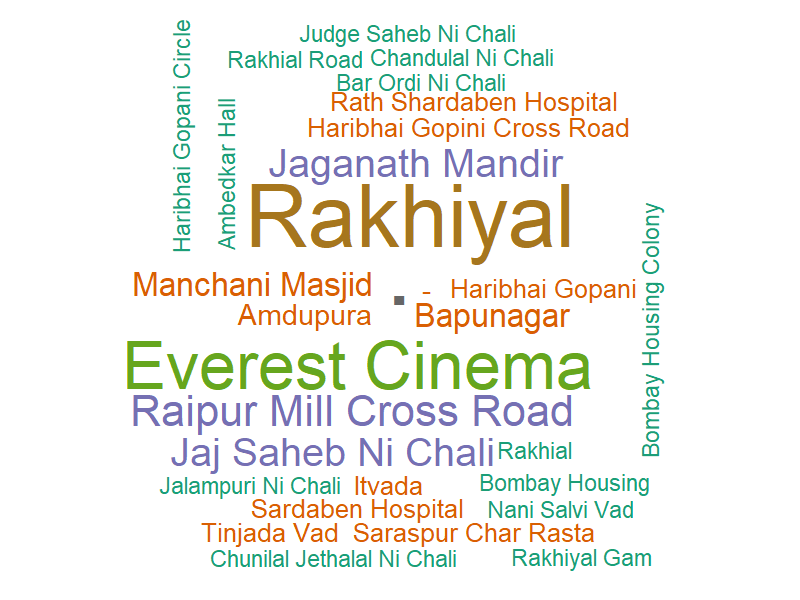 Judge Saheb Ni Chali
Rakhial Road
Chandulal Ni Chali
Bar Ordi Ni Chali
Rath Shardaben Hospital
Haribhai Gopini Cross Road
Haribhai Gopani Circle
Ambedkar Hall
Jaganath Mandir
Rakhiyal
Bombay Housing Colony
Manchani Masjid
.
-
Haribhai Gopani
Amdupura
Bapunagar
Everest Cinema
Raipur Mill Cross Road
Jaj Saheb Ni Chali
Rakhial
Jalampuri Ni Chali
Itvada
Bombay Housing
Sardaben Hospital
Nani Salvi Vad
Tinjada Vad
Saraspur Char Rasta
Chunilal Jethalal Ni Chali
Rakhiyal Gam